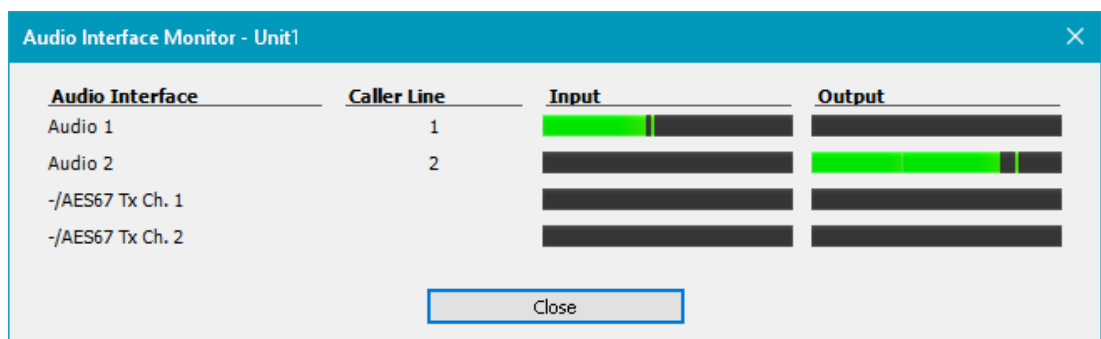 Audio Interface Monitor - Unit1
Audio Interface Caller Line Input Output
Audio 1 1
Audio 2 2
-/AES67 Tx Ch. 1
-/AES67 Tx Ch. 2
Close